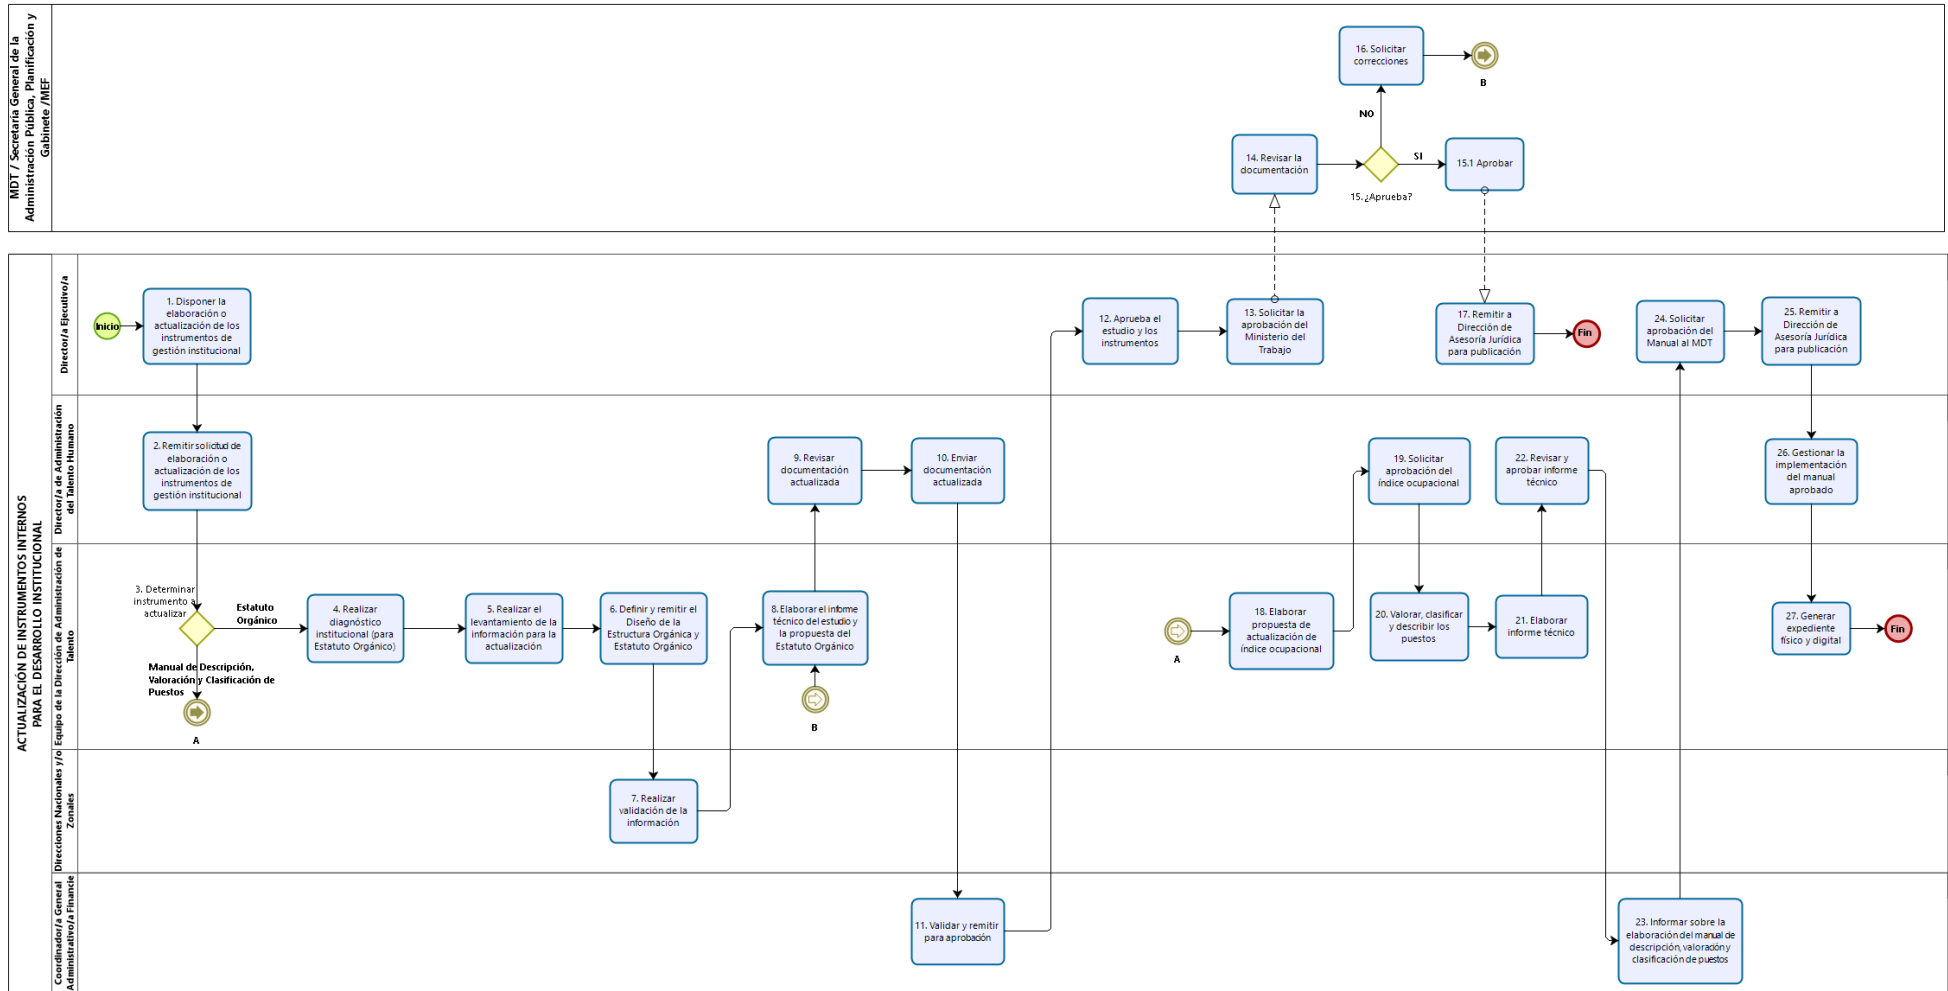 MDT / Secretaría General de la
Administración Pública, Planificación y
Gabinete /MEF
16. Solicitar
correcciones
B
NO
14. Revisar la
documentación
SI
15.1 Aprobar
15. ¿Aprueba?
ACTUALIZACIÓN DE INSTRUMENTOS INTERNOS
PARA EL DESARROLLO INSTITUCIONAL
Director/a Ejecutivo/a
Inicio
1. Disponer la
elaboración o
actualización de los
instrumentos de
gestión institucional
12. Aprueba el
estudio y los
instrumentos
13. Solicitar la
aprobación del
Ministerio del
Trabajo
17. Remitir a
Dirección de
Asesoría Jurídica
para publicación
Fin
24. Solicitar
aprobación del
Manual al MDT
25. Remitir a
Dirección de
Asesoría Jurídica
para publicación
Director/a de Administración
del Talento Humano
2. Remitir solicitud de
elaboración o
actualización de los
instrumentos de
gestión institucional
9. Revisar
documentación
actualizada
10. Enviar
documentación
actualizada
19. Solicitar
aprobación del
índice ocupacional
22. Revisar y
aprobar informe
técnico
26. Gestionar la
implementación
del manual
aprobado
Equipo de la Dirección de Administración de
Talento
3. Determinar
instrumento a
actualizar
Estatuto
Orgánico
Manual de Descripción,
Valoración y Clasificación de
Puestos
A
4. Realizar
diagnóstico
institucional (para
Estatuto Orgánico)
5. Realizar el
levantamiento de la
información para la
actualización
6. Definir y remitir el
Diseño de la
Estructura Orgánica y
Estatuto Orgánico
8. Elaborar el informe
técnico del estudio y
la propuesta del
Estatuto Orgánico
B
A
18. Elaborar
propuesta de
actualización de
índice ocupacional
20. Valorar, clasificar
y describir los
puestos
21. Elaborar
informe técnico
27. Generar
expediente
físico y digital
Fin
Direcciones Nacionales y/o
Zonales
7. Realizar
validación de la
información
Coordinador/a General
Administrativo/a Financie
11. Validar y remitir
para aprobación
23. Informar sobre la
elaboración del manual de
descripción, valoración y
clasificación de puestos